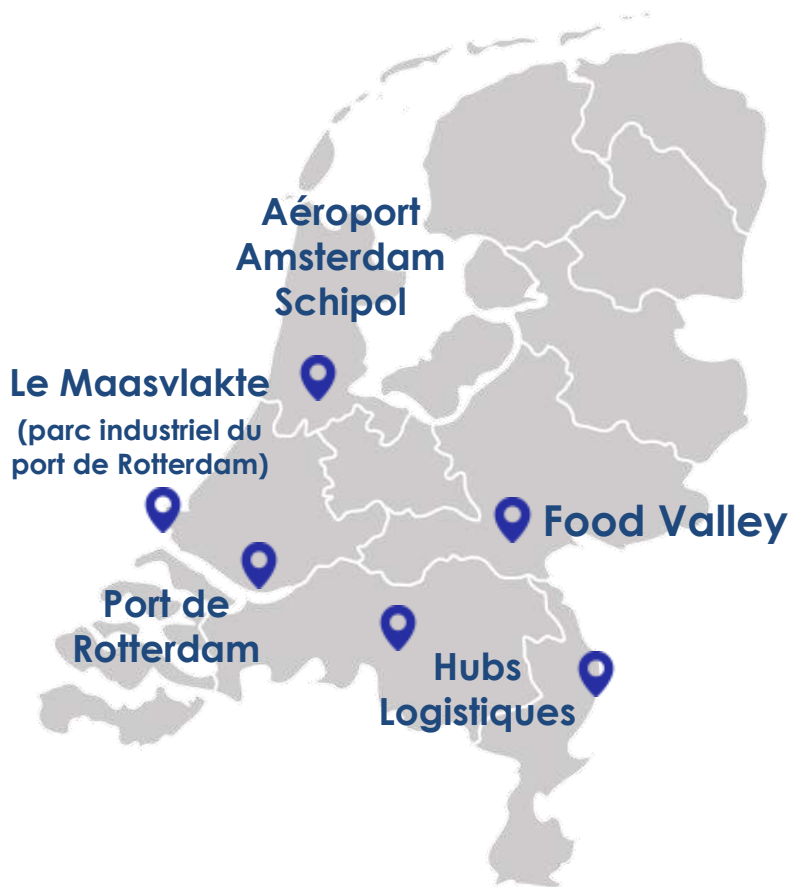 Aéroport
Amsterdam
Schipol
Le Maasvlakte
(parc industriel du
port de Rotterdam)
Food Valley
Port de
Rotterdam
Hubs
Logistiques